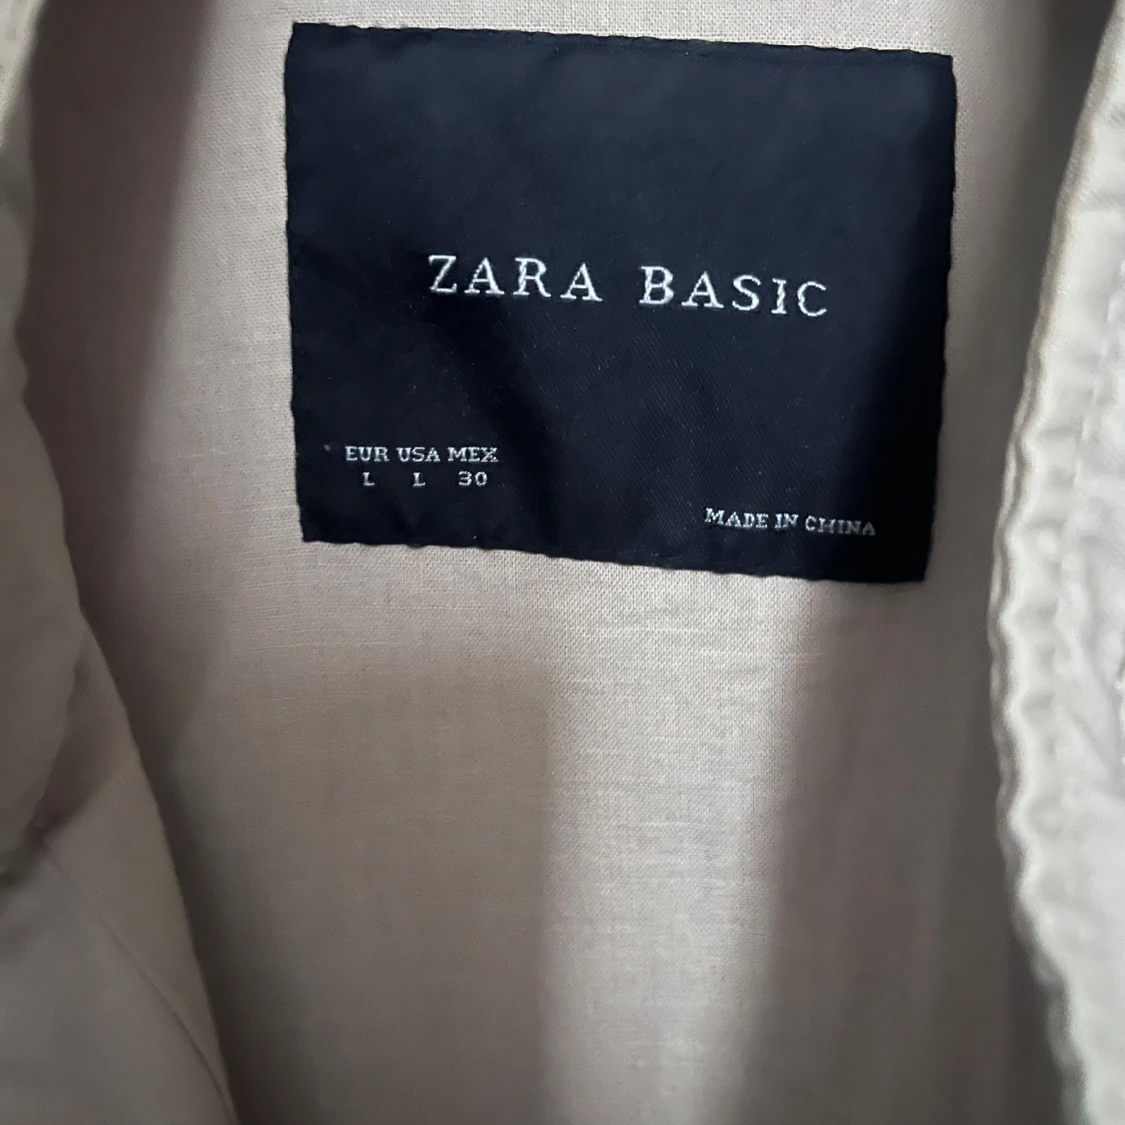 ZARA BASIC
EUR USA MEX
L L 30
MADE IN CHINA